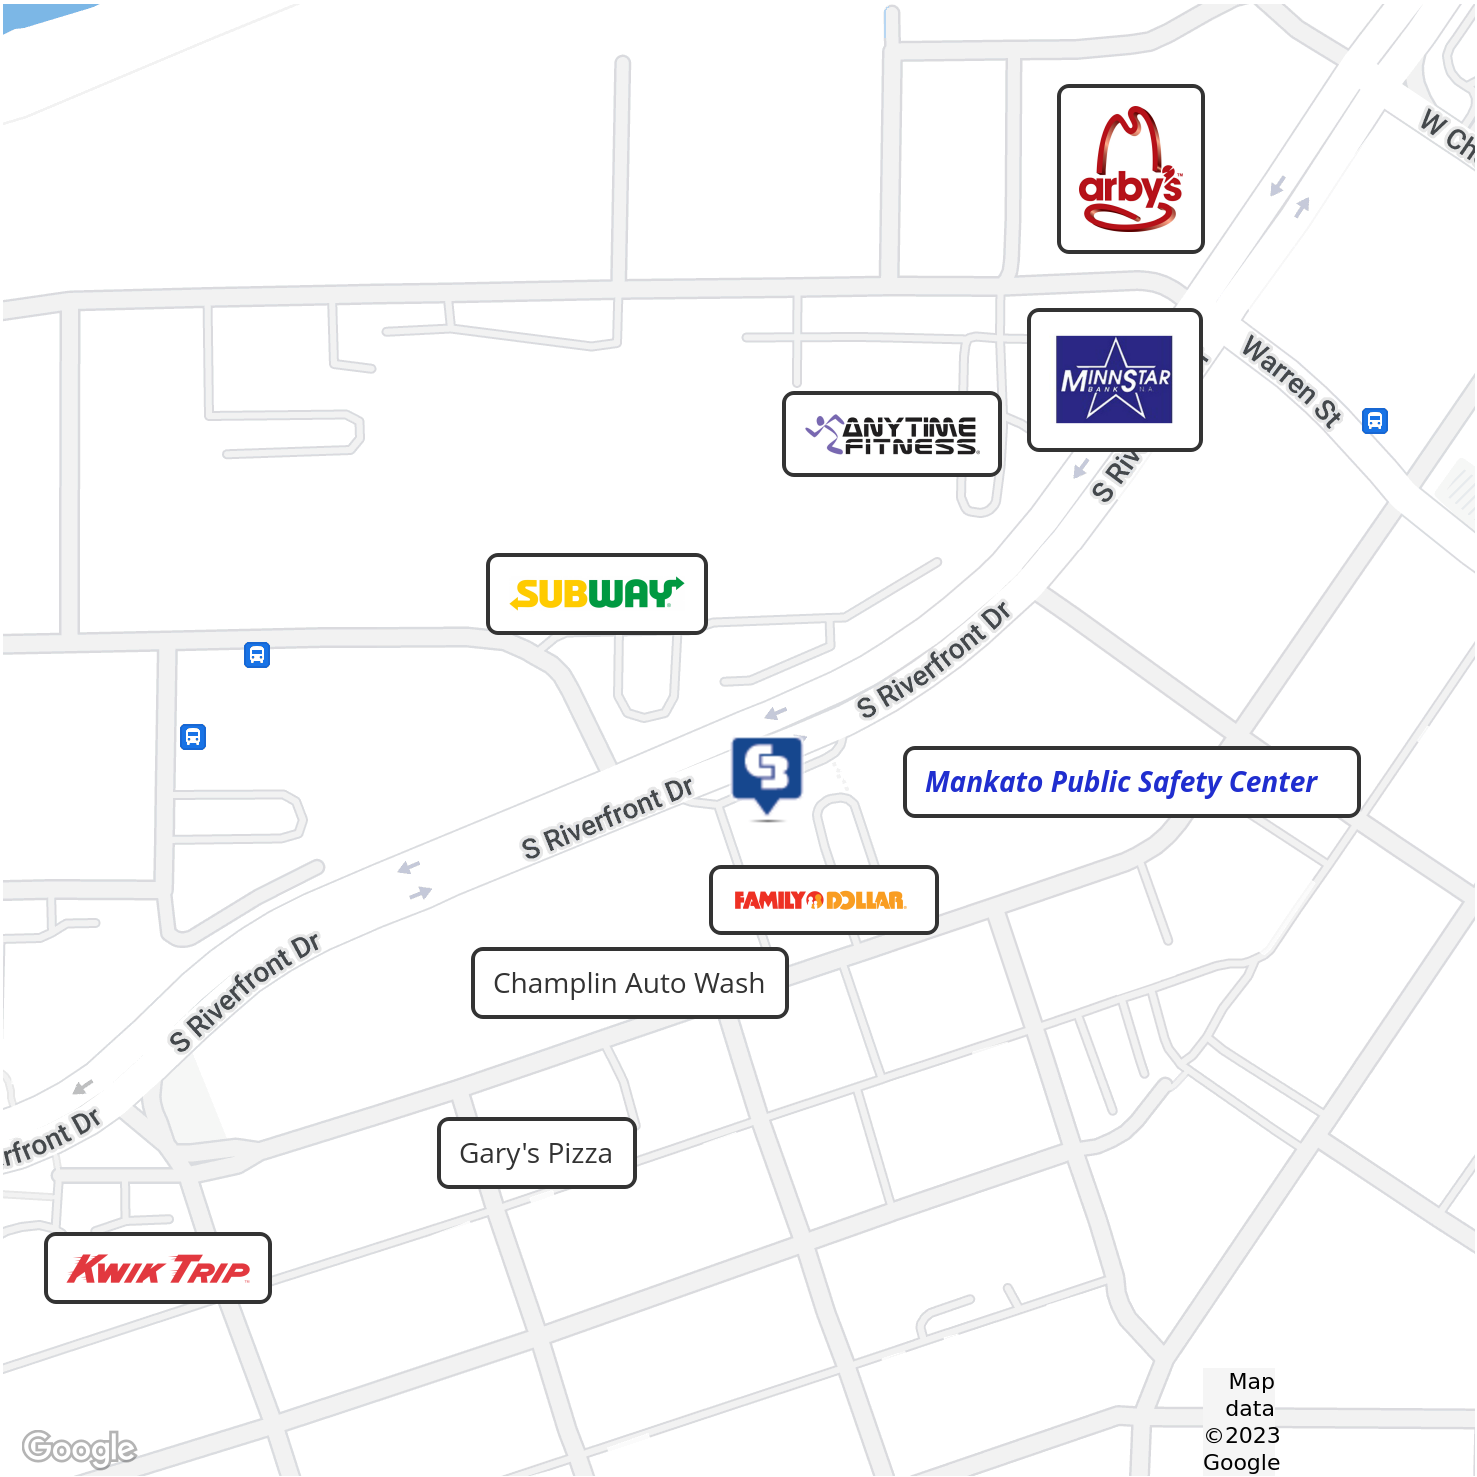 W Ch
arby's
MINNSTAR
BANK N.A
Warren St
ANYTIME
FITNESS
S Riv
SUBWAY
S Riverfront Dr
Mankato Public Safety Center
S Riverfront Dr
FAMILY DOLLAR
S Riverfront Dr
Champlin Auto Wash
rfront Dr
Gary's Pizza
KWIK TRIP
Map
data
©2023
Google
Google